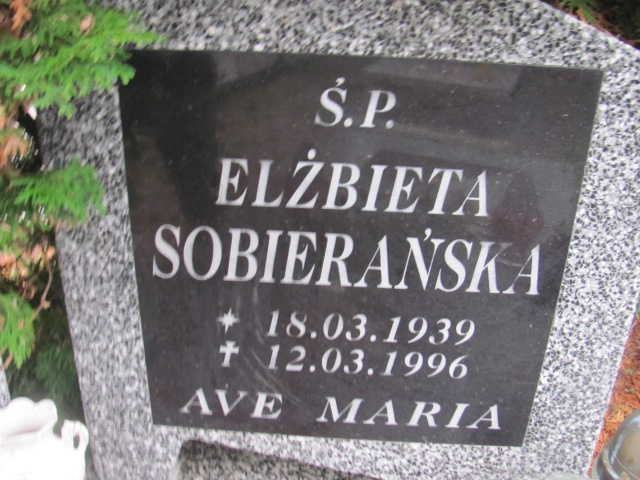 Ś.P.
ELŻBIETA
SOBIERAŃSKA
* 18.03.1939
✝ 12.03.1996
AVE MARIA